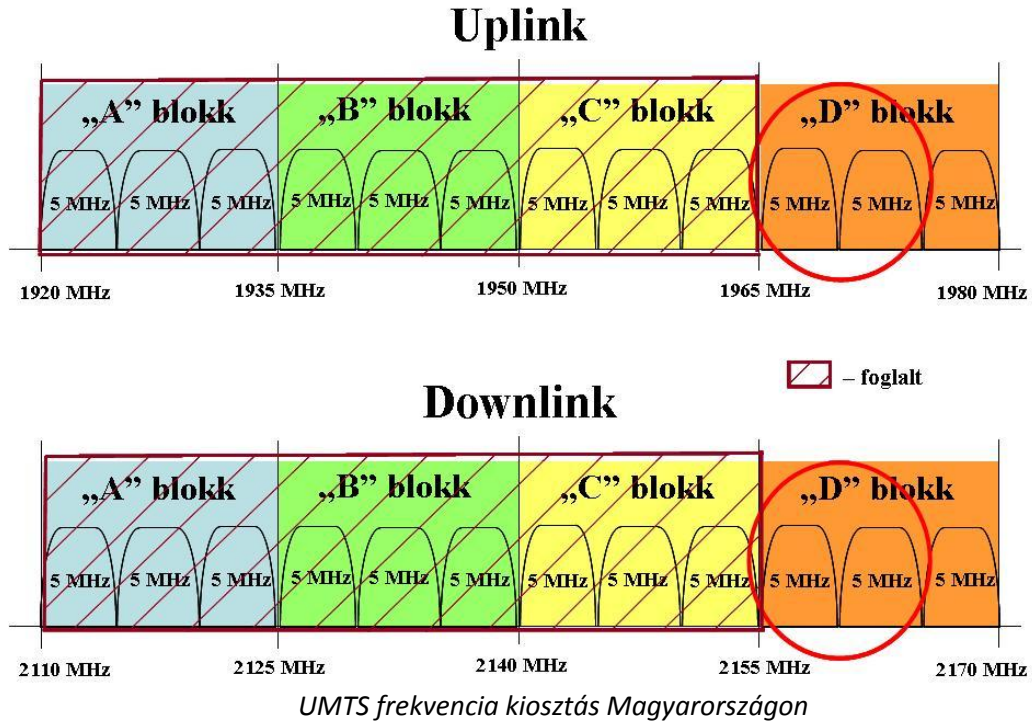 Uplink
„A” blokk „B” blokk „C” blokk „D” blokk
5 MHz 5 MHz 5 MHz 5 MHz 5 MHz 5 MHz 5 MHz 5 MHz 5 MHz 5 MHz 5 MHz 5 MHz
1920 MHz 1935 MHz 1950 MHz 1965 MHz 1980 MHz
– foglalt
Downlink
„A” blokk „B” blokk „C” blokk „D” blokk
5 MHz 5 MHz 5 MHz 5 MHz 5 MHz 5 MHz 5 MHz 5 MHz 5 MHz 5 MHz 5 MHz 5 MHz
2110 MHz 2125 MHz 2140 MHz 2155 MHz 2170 MHz
UMTS frekvencia kiosztás Magyarországon